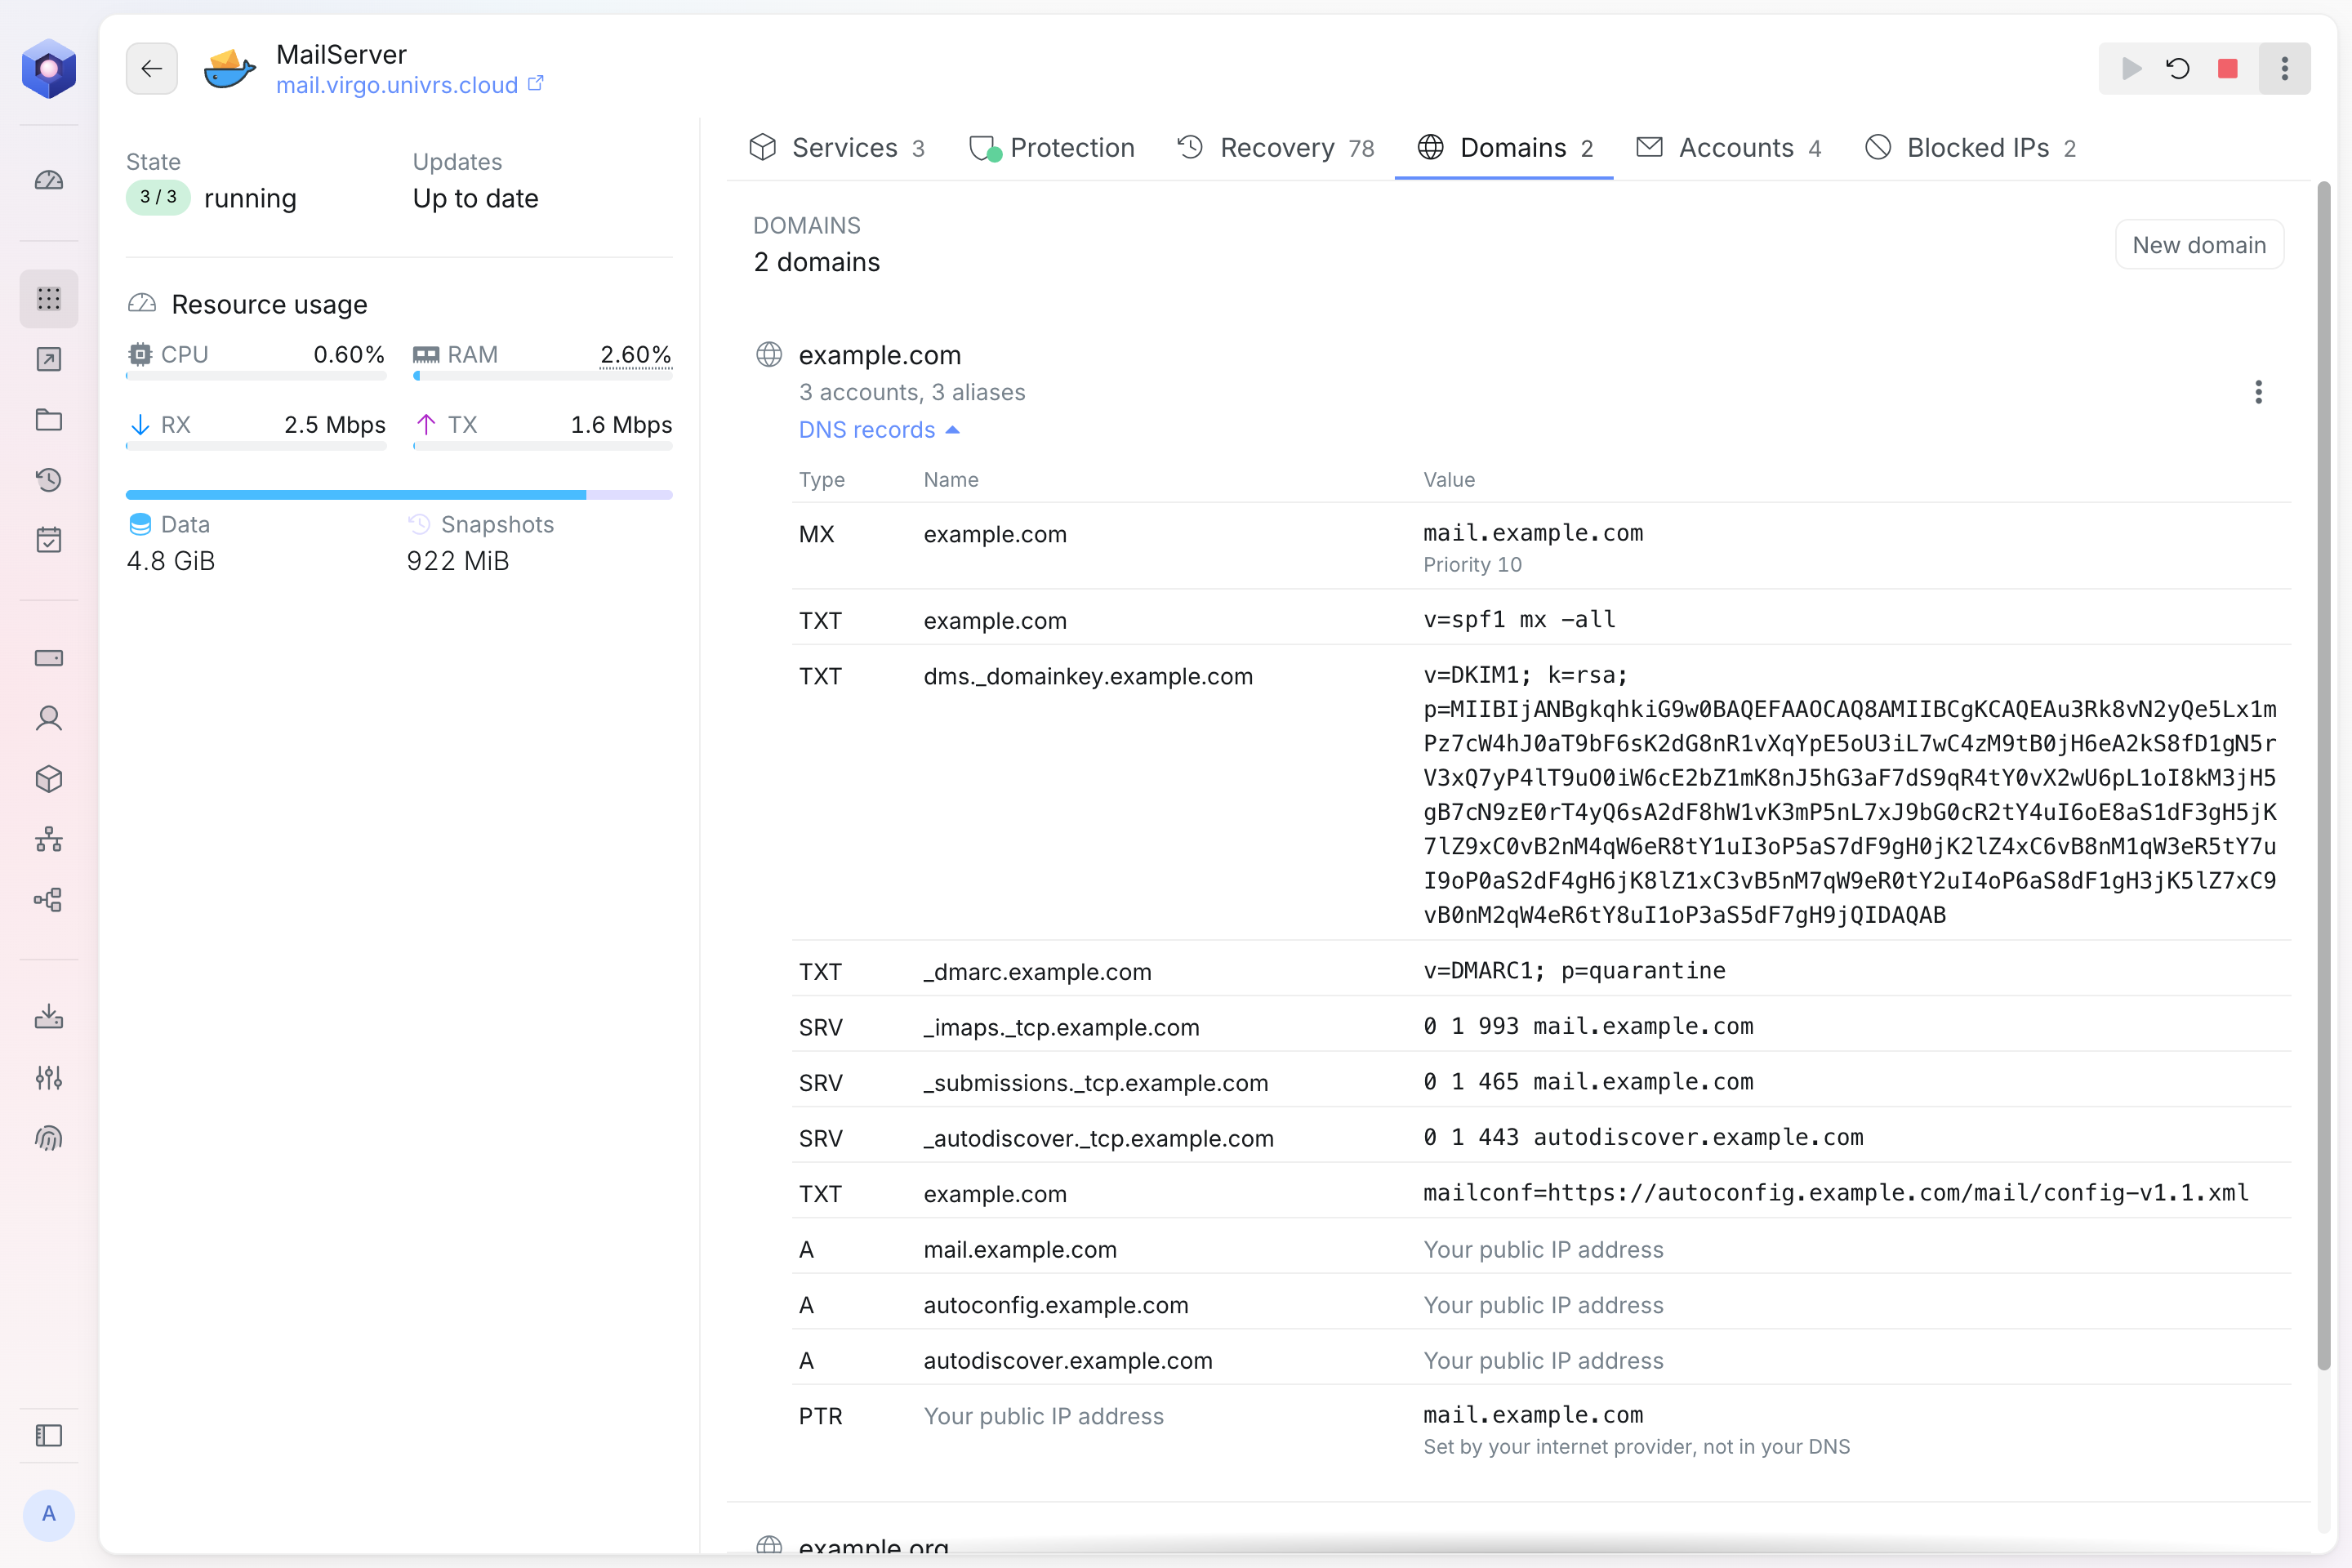 MailServer
mail.virgo.univrs.cloud
State
Updates
3 / 3 running
Up to date
Resource usage
CPU 0.60%
RAM 2.60%
RX 2.5 Mbps
TX 1.6 Mbps
Data
Snapshots
4.8 GiB
922 MiB
A
Services 3
Protection
Recovery 78
Domains 2
Accounts 4
Blocked IPs 2
DOMAINS
2 domains
New domain
example.com
3 accounts, 3 aliases
DNS records
Type Name Value
MX example.com mail.example.com
Priority 10
TXT example.com v=spf1 mx -all
TXT dms._domainkey.example.com v=DKIM1; k=rsa;
p=MIIBIjANBgkqhkiG9w0BAQEFAAOCAQ8AMIIBCgKCAQEAu3Rk8vN2yQe5Lx1m
Pz7cW4hJ0aT9bF6sK2dG8nR1vXqYpE5oU3iL7wC4zM9tB0jH6eA2kS8fD1gN5r
V3xQ7yP4lT9uO0iW6cE2bZ1mK8nJ5hG3aF7dS9qR4tY0vX2wU6pL1oI8kM3jH5
gB7cN9zE0rT4yQ6sA2dF8hW1vK3mP5nL7xJ9bG0cR2tY4uI6oE8aS1dF3gH5jK
7lZ9xC0vB2nM4qW6eR8tY1uI3oP5aS7dF9gH0jK2lZ4xC6vB8nM1qW3eR5tY7u
I9oP0aS2dF4gH6jK8lZ1xC3vB5nM7qW9eR0tY2uI4oP6aS8dF1gH3jK5lZ7xC9
vB0nM2qW4eR6tY8uI1oP3aS5dF7gH9jQIDAQAB
TXT _dmarc.example.com v=DMARC1; p=quarantine
SRV _imaps._tcp.example.com 0 1 993 mail.example.com
SRV _submissions._tcp.example.com 0 1 465 mail.example.com
SRV _autodiscover._tcp.example.com 0 1 443 autodiscover.example.com
TXT example.com mailconf=https://autoconfig.example.com/mail/config-v1.1.xml
A mail.example.com Your public IP address
A autoconfig.example.com Your public IP address
A autodiscover.example.com Your public IP address
PTR Your public IP address mail.example.com
Set by your internet provider, not in your DNS
example.org